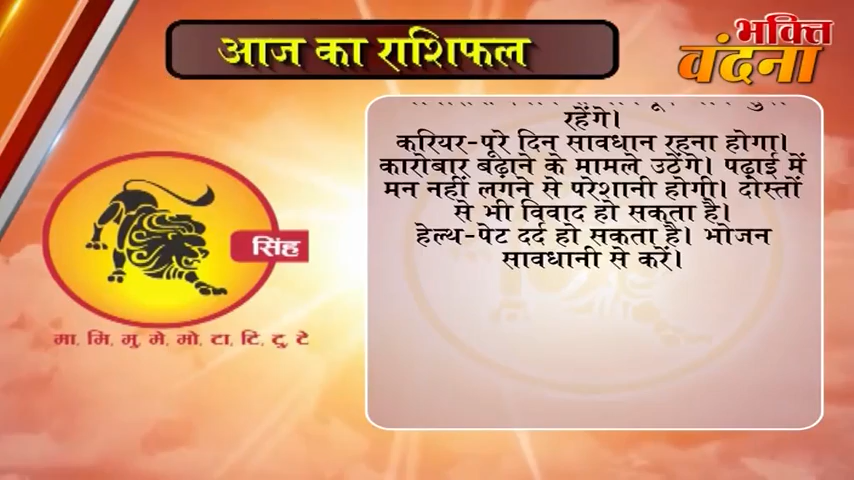 आज का राशिफल
भक्ति
वंदना
रहेंगे।
करियर-पूरे दिन सावधान रहना होगा।
कारोबार बढ़ाने के मामले उठेंगे। पढ़ाई में
मन नहीं लगने से परेशानी होगी। दोस्तों
से भी विवाद हो सकता है।
हेल्थ-पेट दर्द हो सकता है। भोजन
सावधानी से करें।
सिंह
मा, मि, मु, मे, मो, टा, टि, टु, टे